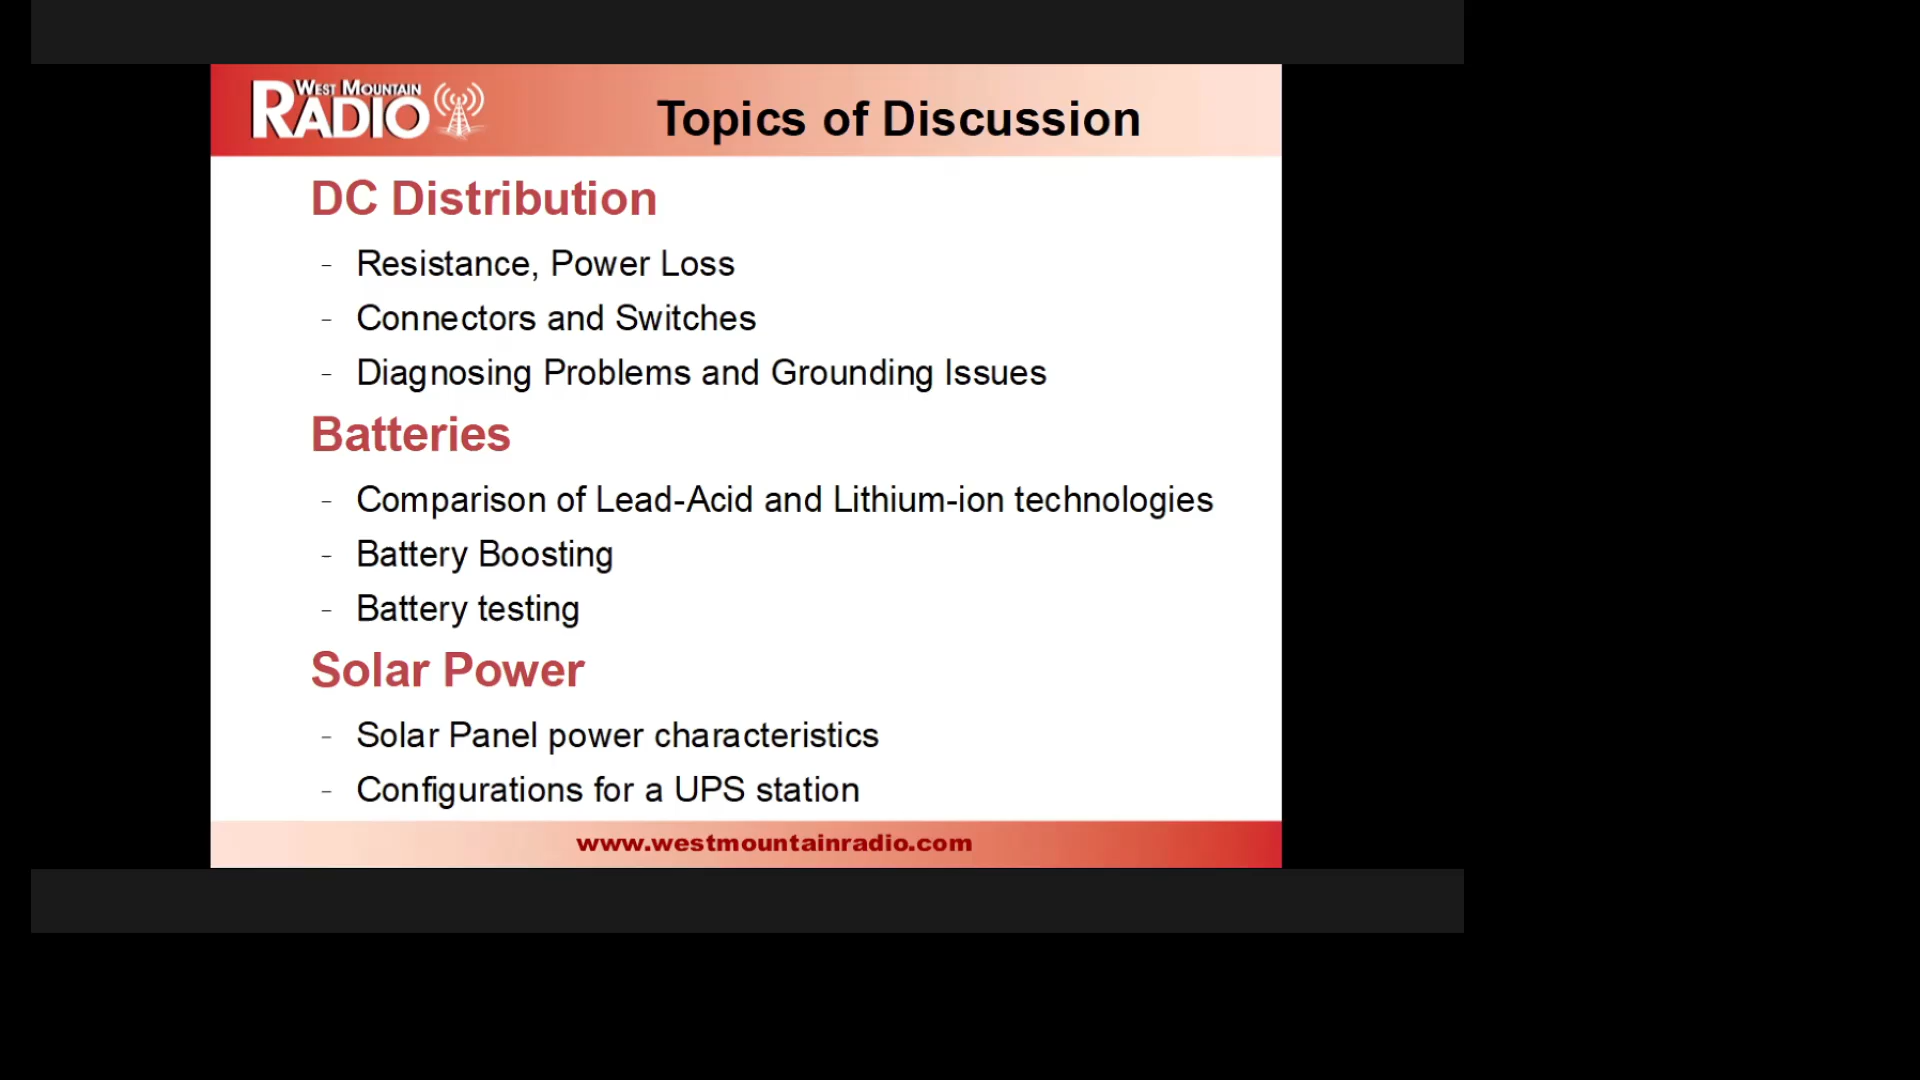 WEST MOUNTAIN
RADIO
Topics of Discussion
DC Distribution
- Resistance, Power Loss
- Connectors and Switches
- Diagnosing Problems and Grounding Issues
Batteries
- Comparison of Lead-Acid and Lithium-ion technologies
- Battery Boosting
- Battery testing
Solar Power
- Solar Panel power characteristics
- Configurations for a UPS station
www.westmountainradio.com